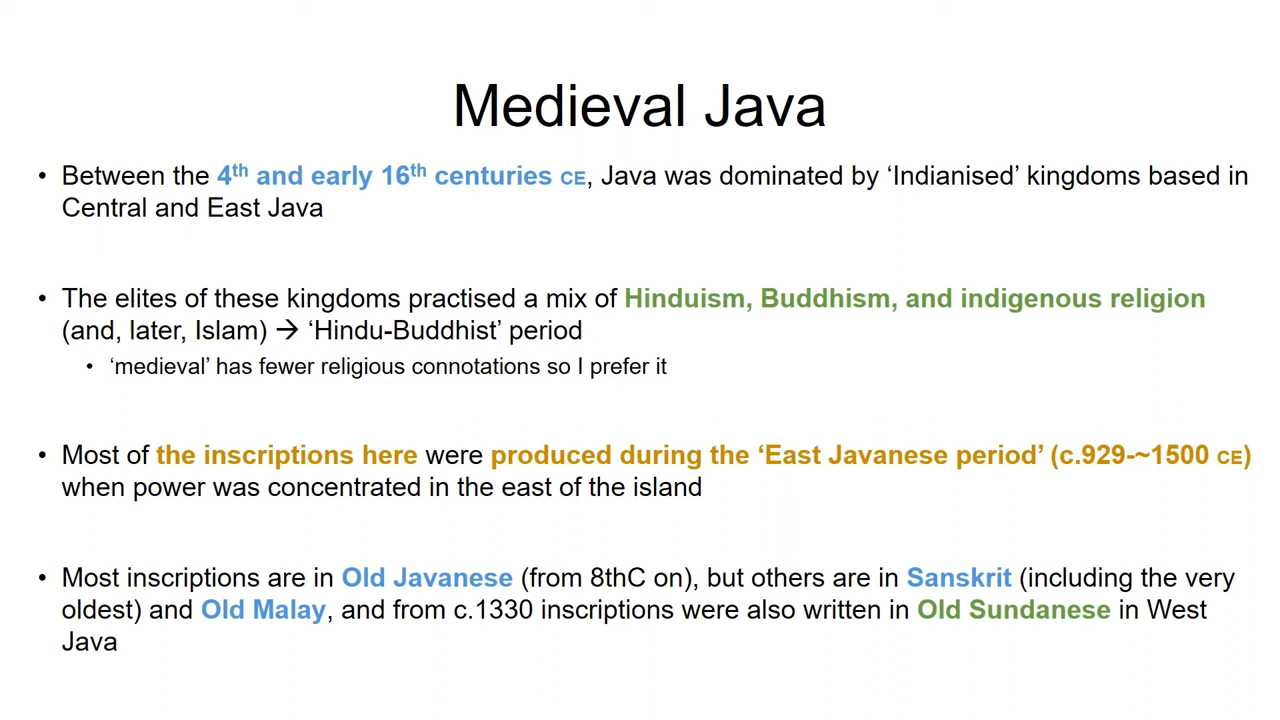 Medieval Java
• Between the 4th and early 16th centuries CE, Java was dominated by ‘Indianised’ kingdoms based in
Central and East Java
• The elites of these kingdoms practised a mix of Hinduism, Buddhism, and indigenous religion
(and, later, Islam) → ‘Hindu-Buddhist’ period
• ‘medieval’ has fewer religious connotations so I prefer it
• Most of the inscriptions here were produced during the ‘East Javanese period’ (c.929-~1500 CE)
when power was concentrated in the east of the island
• Most inscriptions are in Old Javanese (from 8thC on), but others are in Sanskrit (including the very
oldest) and Old Malay, and from c.1330 inscriptions were also written in Old Sundanese in West
Java